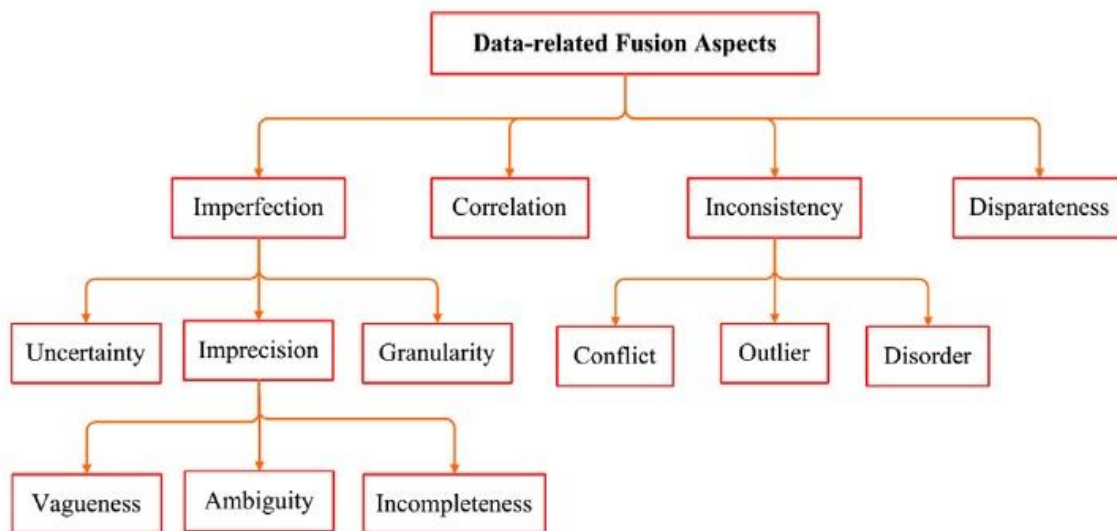 Data-related Fusion Aspects
Imperfection
Correlation
Inconsistency
Disparateness
Uncertainty
Imprecision
Granularity
Conflict
Outlier
Disorder
Vagueness
Ambiguity
Incompleteness